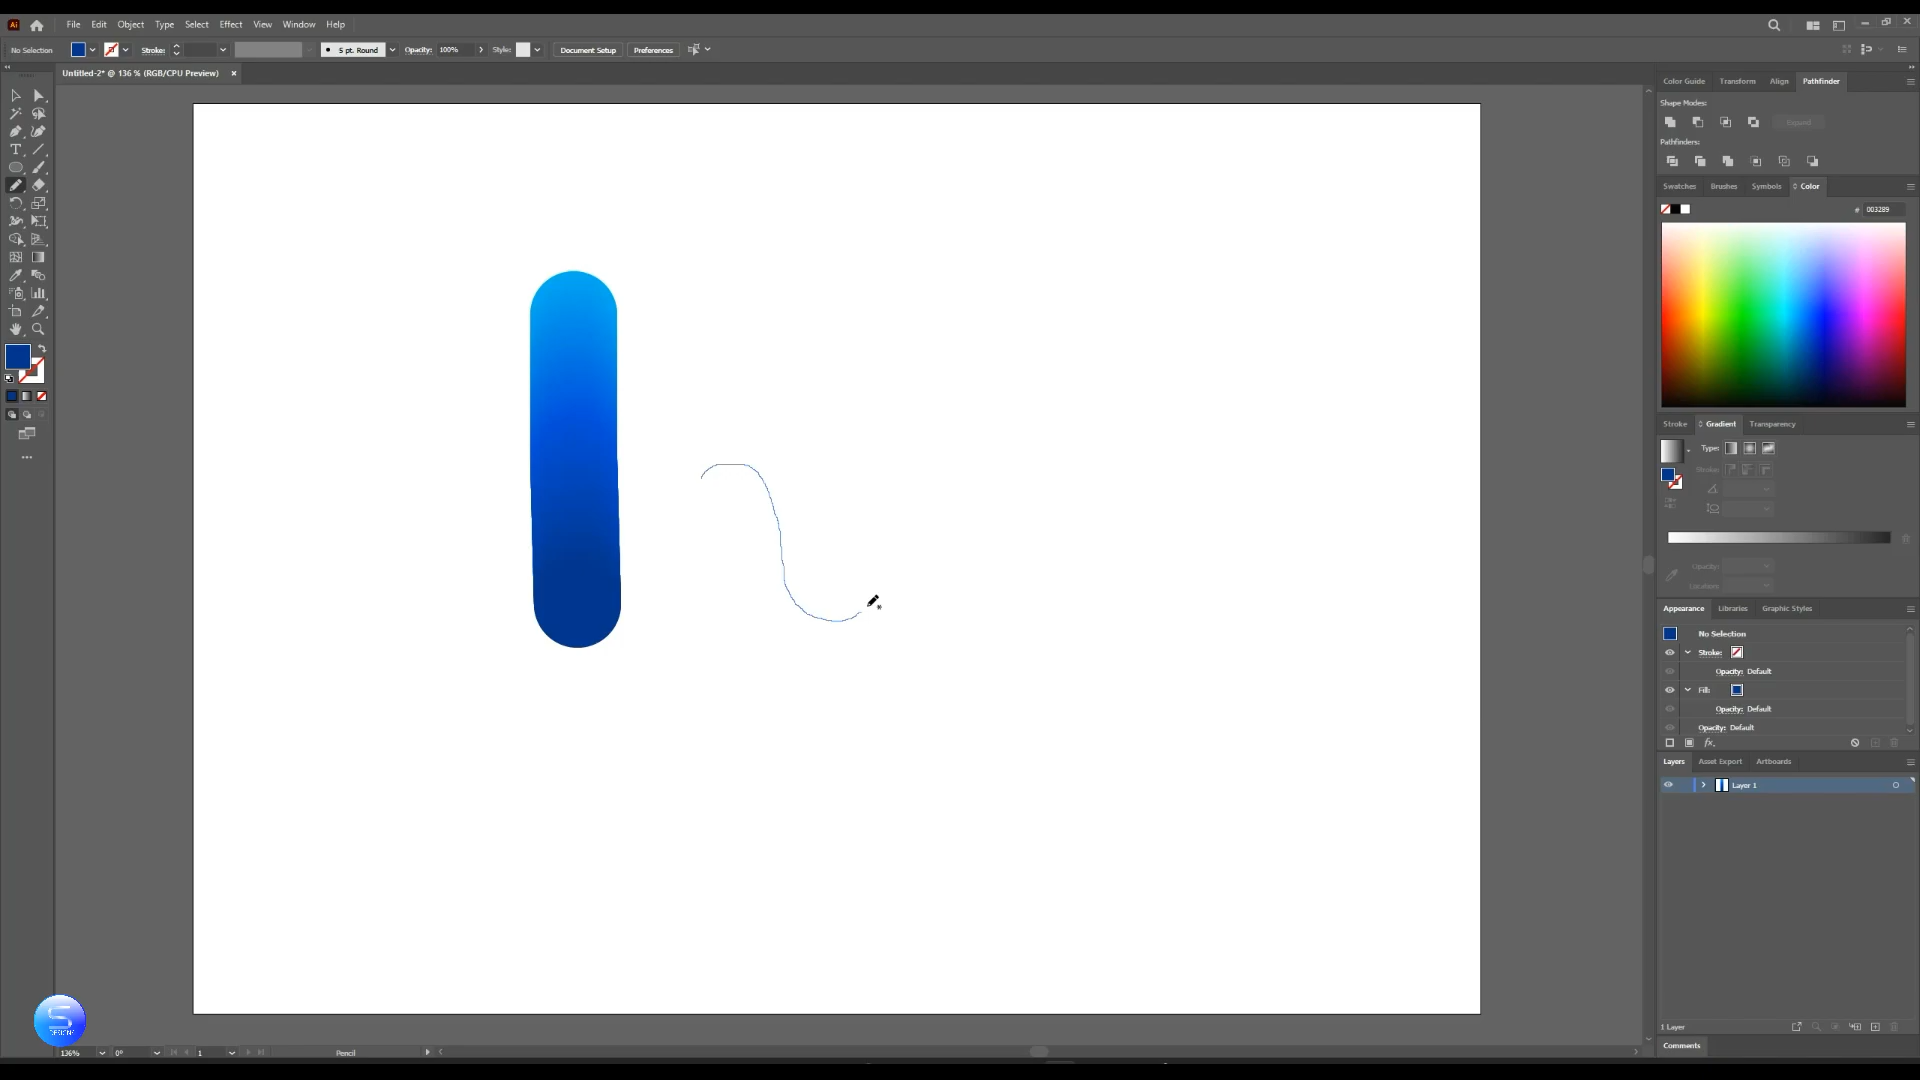 Ai File Edit Object Type Select Effect View Window Help
No Selection Stroke: 5 pt. Round Opacity: 100% Style: Document Setup Preferences
Untitled-2* @ 136 % (RGB/CPU Preview)
Color Guide Transform Align Pathfinder
Shape Modes:
Expand
Pathfinders:
Swatches Brushes Symbols Color
# 003289
Stroke Gradient Transparency
Type:
Stroke:
Opacity:
Location:
Appearance Libraries Graphic Styles
No Selection
Stroke:
Opacity: Default
Fill:
Opacity: Default
Opacity: Default
fx.
Layers Asset Export Artboards
Layer 1
1 Layer
Comments
S
DESIGNS
136% 0° 1 Pencil